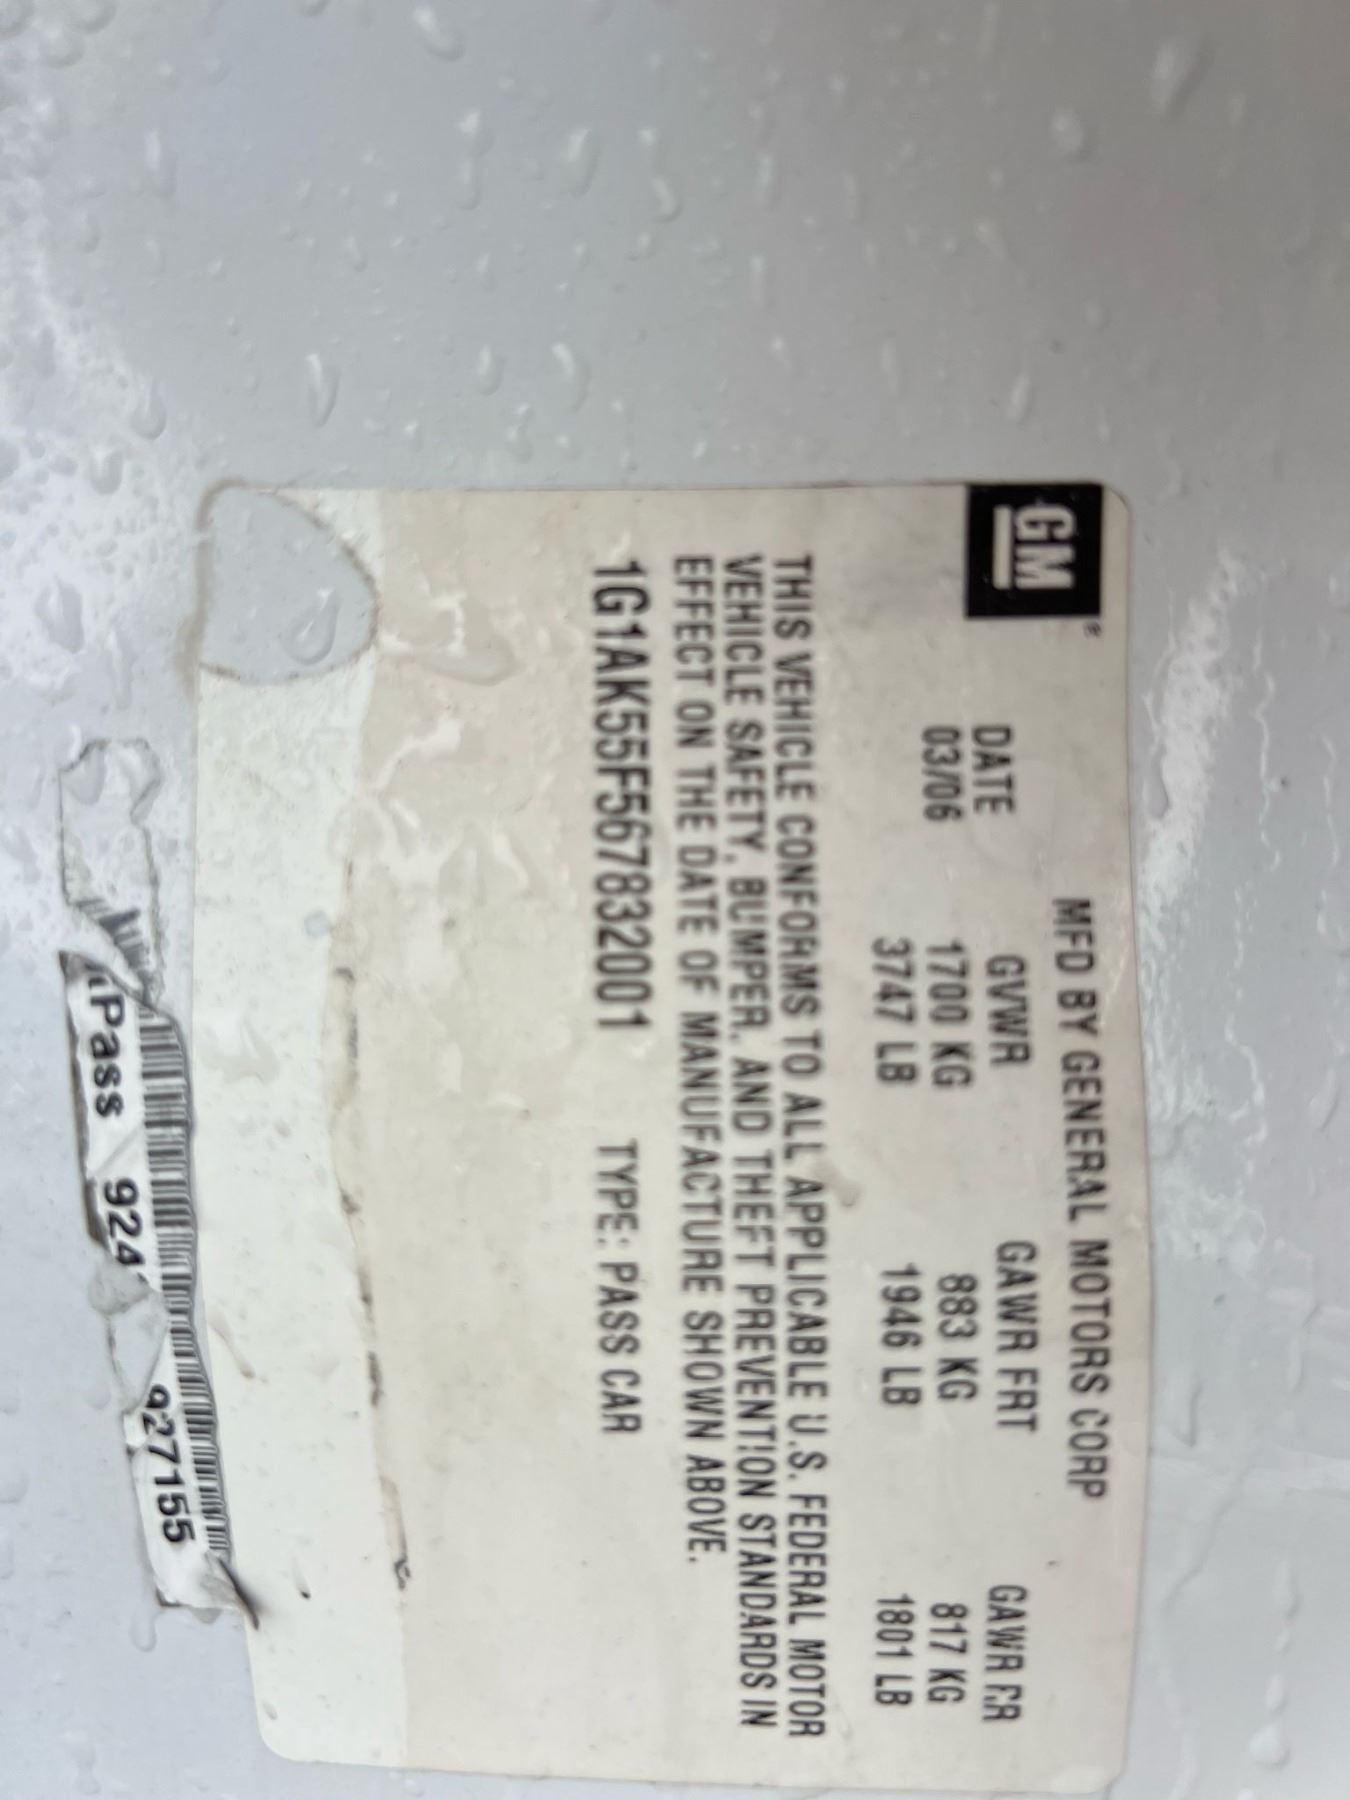 GM®
MFD BY GENERAL MOTORS CORP
DATE GVWR GAWR FRT GAWR RR
03/06 1700 KG 883 KG 817 KG
3747 LB 1946 LB 1801 LB
THIS VEHICLE CONFORMS TO ALL APPLICABLE U.S. FEDERAL MOTOR
VEHICLE SAFETY, BUMPER, AND THEFT PREVENTION STANDARDS IN
EFFECT ON THE DATE OF MANUFACTURE SHOWN ABOVE.
1G1AK55F567832001 TYPE: PASS CAR
Pass 924 927155